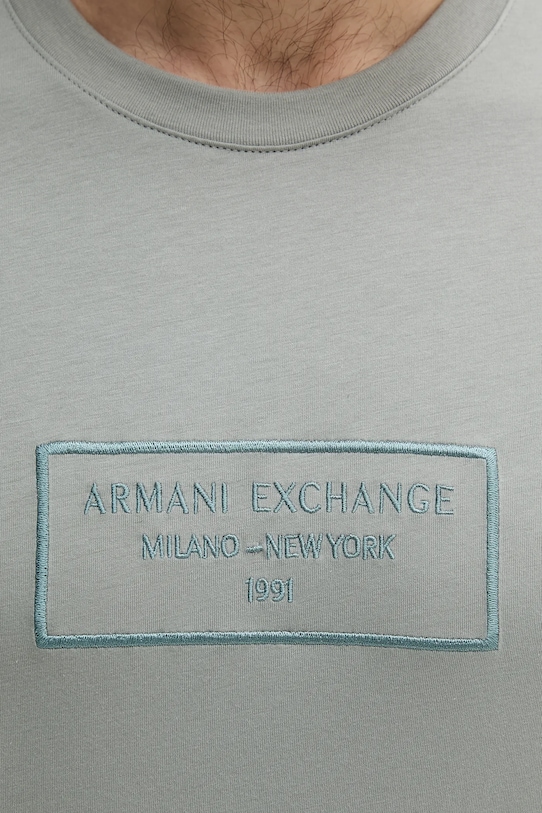 ARMANI EXCHANGE
MILANO – NEW YORK
1991